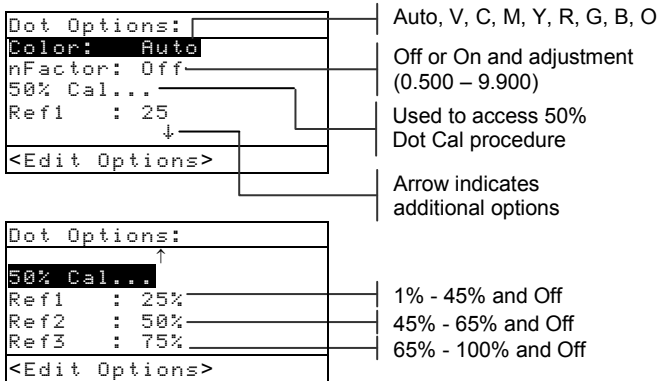 Dot Options:
Color: Auto
nFactor: Off
50% Cal...
Ref1 : 25
↓
<Edit Options>
Auto, V, C, M, Y, R, G, B, O
Off or On and adjustment
(0.500 – 9.900)
Used to access 50%
Dot Cal procedure
Arrow indicates
additional options
Dot Options:
↑
50% Cal...
Ref1 : 25%
Ref2 : 50%
Ref3 : 75%
<Edit Options>
1% - 45% and Off
45% - 65% and Off
65% - 100% and Off